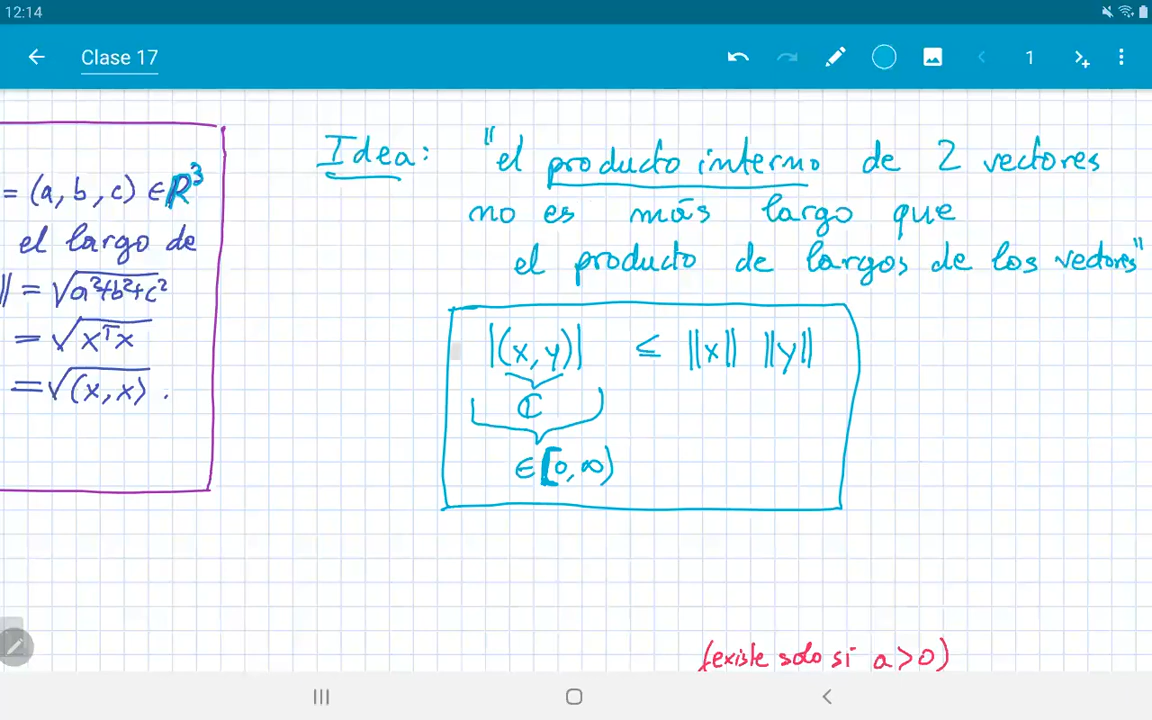 12:14
Clase 17
1
= (a, b, c) ∈ ℝ³
el largo de
|| = √a²+b²+c²
= √xᵀx
= √(x, x) .
Idea: "el producto interno de 2 vectores
no es más largo que
el producto de largos de los vectores"
|(x, y)| ≤ ||x|| ||y||
ℂ
∈ [0, ∞)
(existe solo si a > 0)